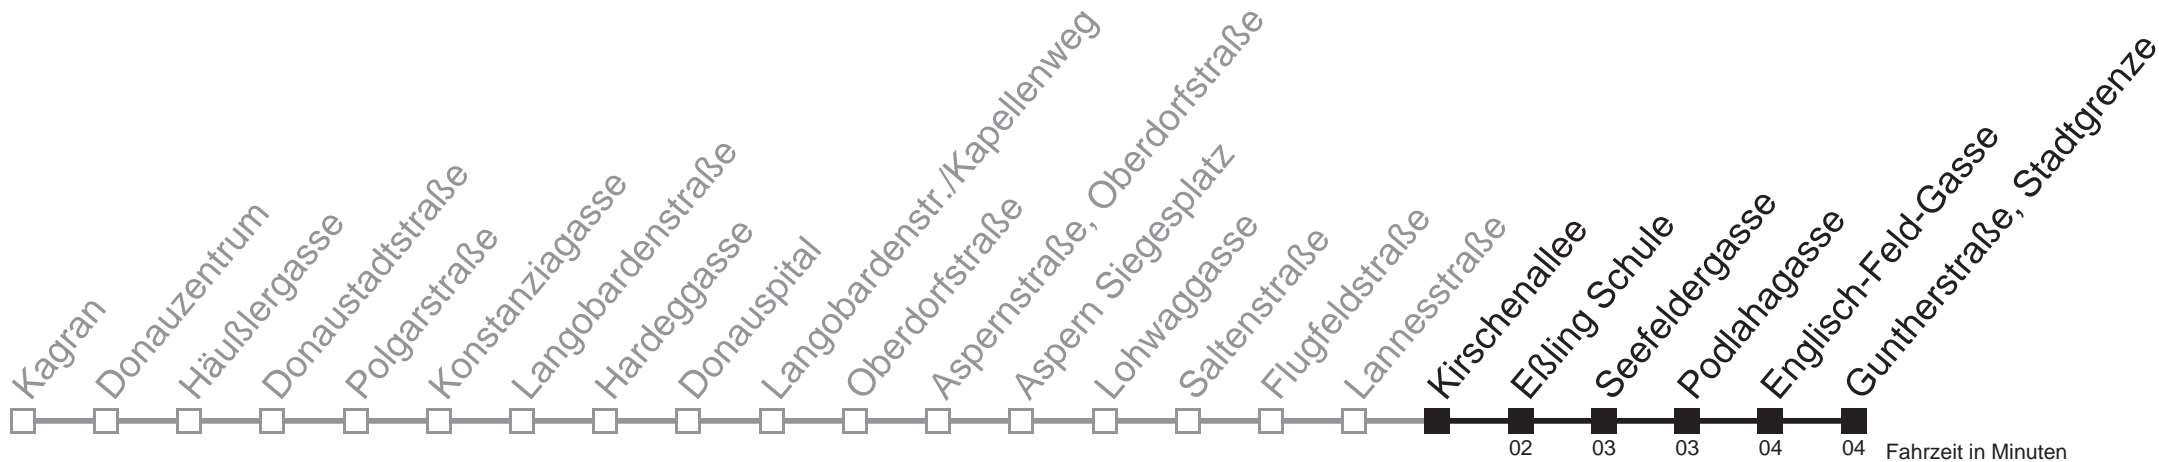 Kagran
Donauzentrum
Häußlergasse
Donaustadtstraße
Polgarstraße
Konstanziagasse
Langobardenstraße
Hardeggasse
Donauspital
Langobardenstr./Kapellenweg
Oberdorfstraße
Aspernstraße, Oberdorfstraße
Aspern Siegesplatz
Lohwaggasse
Saltenstraße
Flugfeldstraße
Lannesstraße
Kirschenallee
Eßling Schule
Seefeldergasse
Podlahagasse
Englisch-Feld-Gasse
Guntherstraße, Stadtgrenze
02 03 03 04 04 Fahrzeit in Minuten